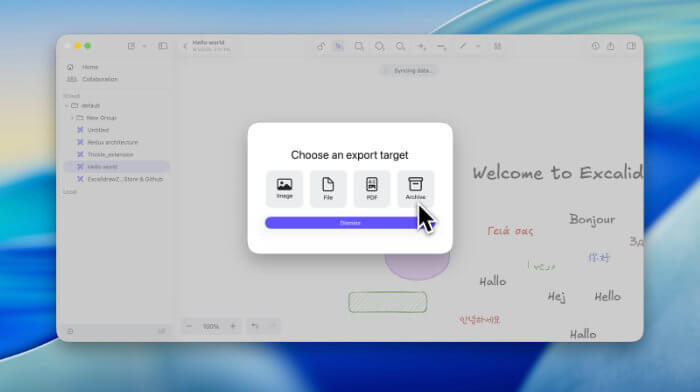 Hello world
Home
Collaboration
iCloud
default
New Group
Untitled
Redux architecture
Trickle_extension
Hello world
ExcalidrawZ...Store & Github
Local
Syncing data...
Choose an export target
Image
File
PDF
Archive
Dismiss
Welcome to Excalid
Bonjour
Γειά σας
你好
Hallo
Hej
Hello
안녕하세요
Hallo
100%